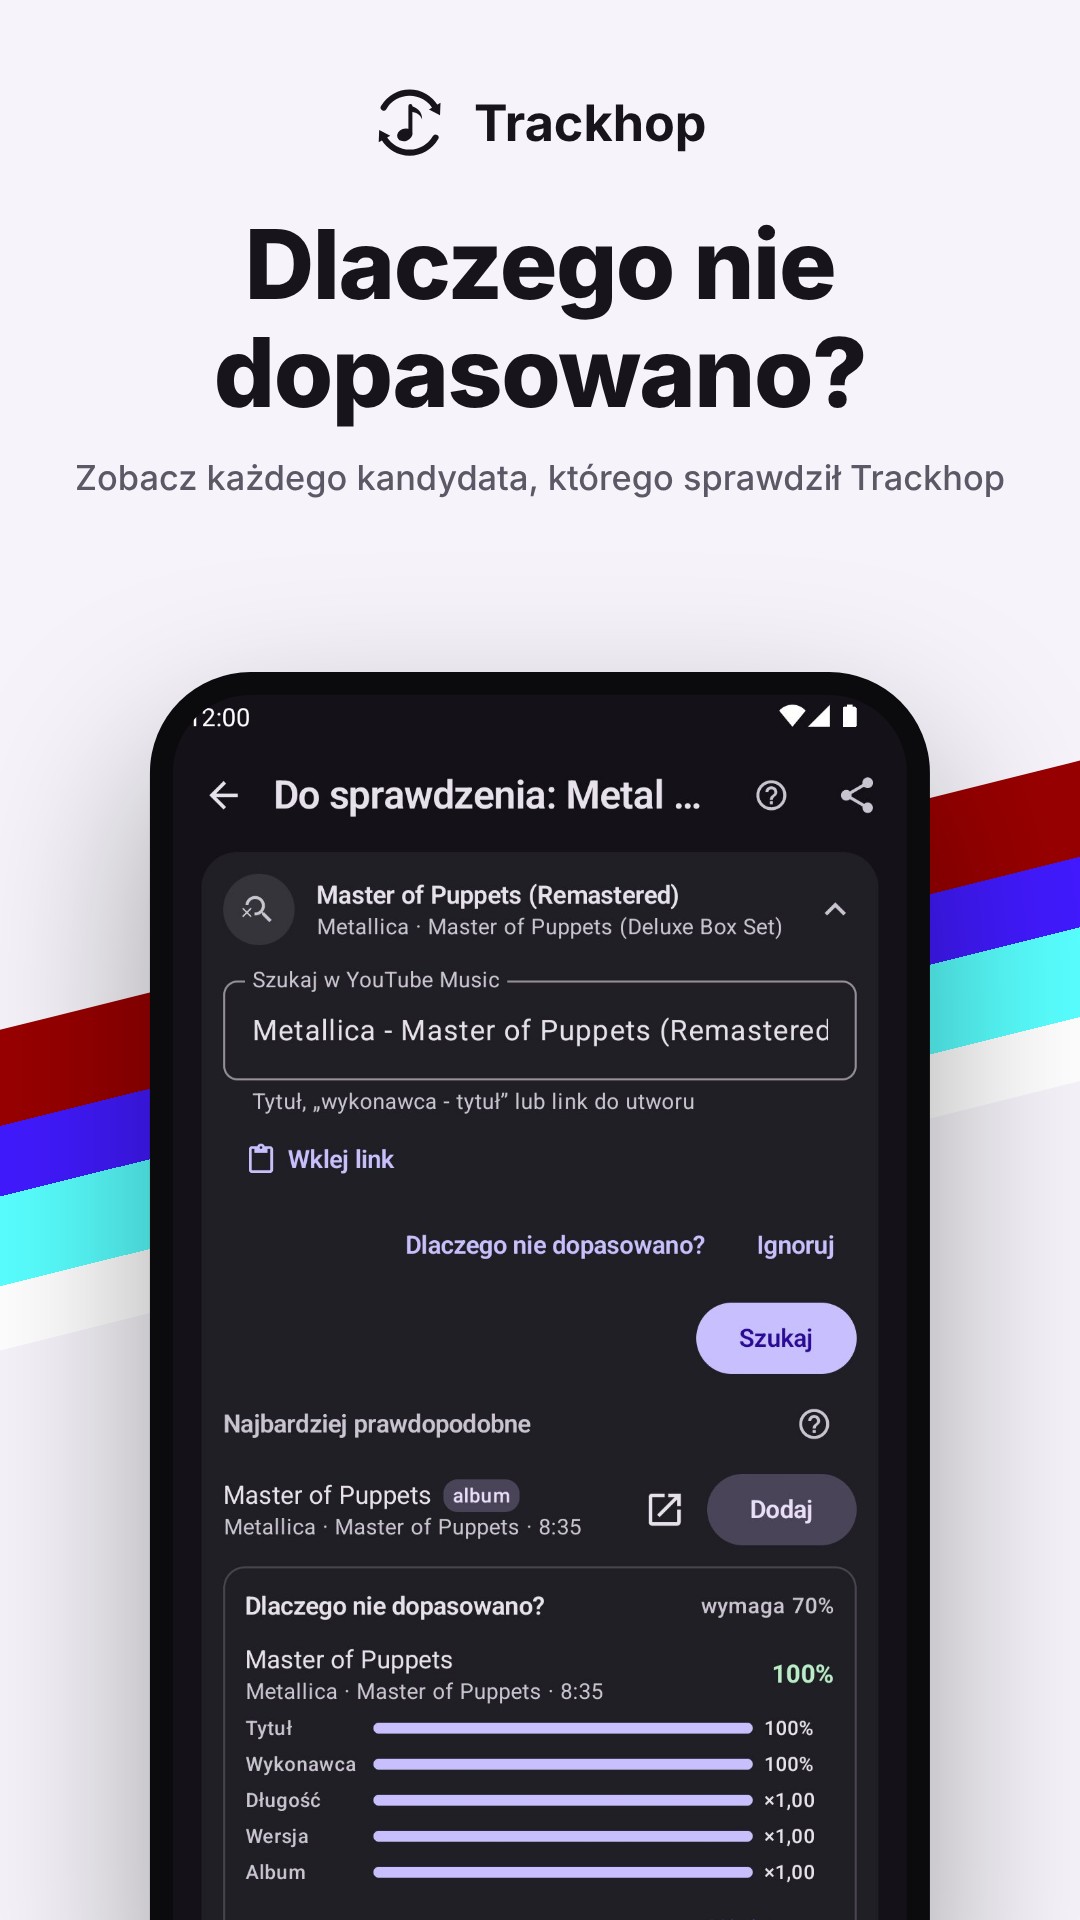 Trackhop
Dlaczego nie
dopasowano?
Zobacz każdego kandydata, którego sprawdził Trackhop
12:00
Do sprawdzenia: Metal ...
Master of Puppets (Remastered)
Metallica · Master of Puppets (Deluxe Box Set)
Szukaj w YouTube Music
Metallica - Master of Puppets (Remastered
Tytuł, „wykonawca - tytuł” lub link do utworu
Wklej link
Dlaczego nie dopasowano? Ignoruj
Szukaj
Najbardziej prawdopodobne
Master of Puppets album
Metallica · Master of Puppets · 8:35
Dodaj
Dlaczego nie dopasowano? wymaga 70%
Master of Puppets
Metallica · Master of Puppets · 8:35
100%
Tytuł 100%
Wykonawca 100%
Długość ×1,00
Wersja ×1,00
Album ×1,00